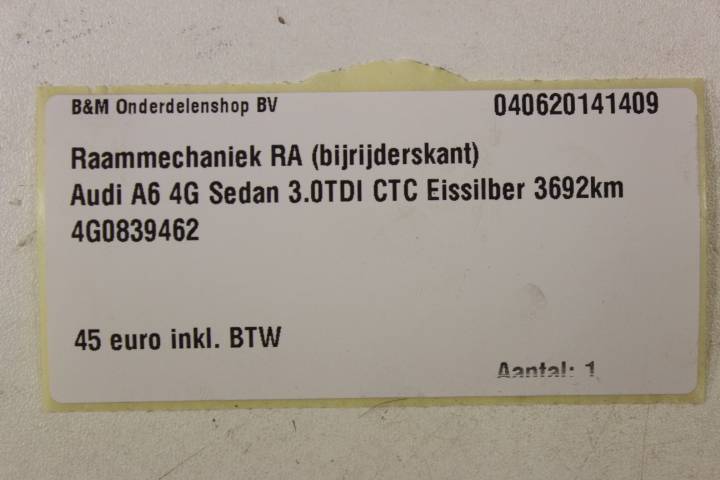 B&M Onderdelenshop BV 040620141409
Raammechaniek RA (bijrijderskant)
Audi A6 4G Sedan 3.0TDI CTC Eissilber 3692km
4G0839462
45 euro inkl. BTW
Aantal: 1